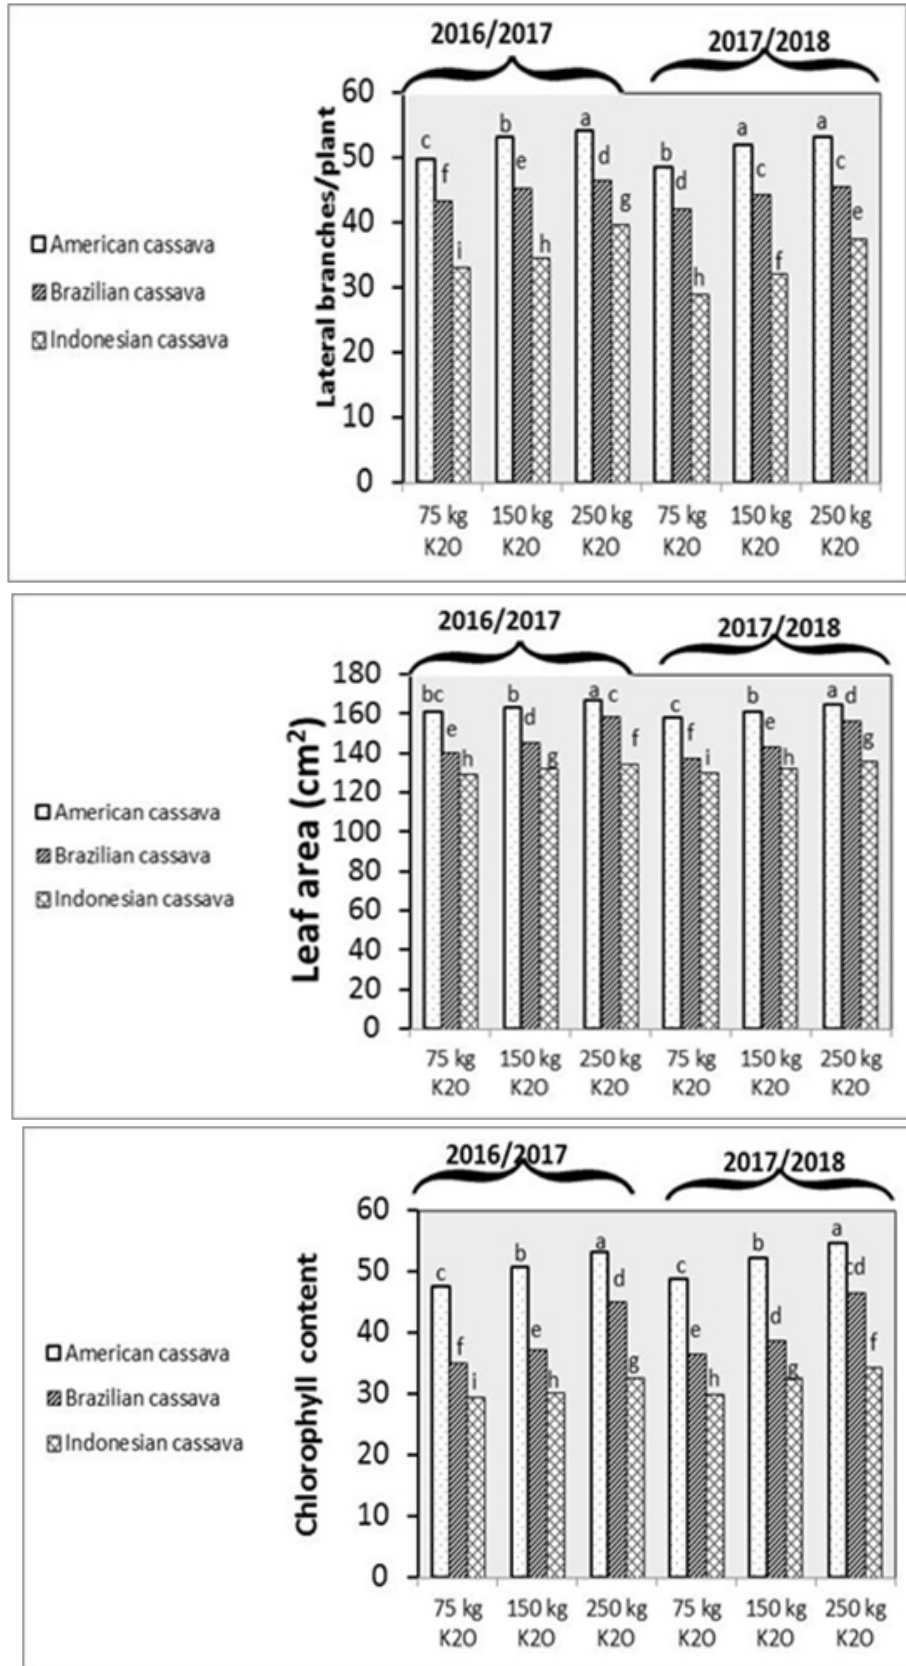 2016/2017
2017/2018
60
50
40
30
20
10
0
Lateral branches/plant
c f i b e h a d g b d h a c f a c e
American cassava
Brazilian cassava
Indonesian cassava
75 kg 150 kg 250 kg 75 kg 150 kg 250 kg
K2O K2O K2O K2O K2O K2O
2016/2017
2017/2018
180
160
140
120
100
80
60
40
20
0
Leaf area (cm²)
bc e h b d g a c f c f i b e h a d g
American cassava
Brazilian cassava
Indonesian cassava
75 kg 150 kg 250 kg 75 kg 150 kg 250 kg
K2O K2O K2O K2O K2O K2O
2016/2017
2017/2018
60
50
40
30
20
10
0
Chlorophyll content
c f i b e h a d g c e h b d g a cd f
American cassava
Brazilian cassava
Indonesian cassava
75 kg 150 kg 250 kg 75 kg 150 kg 250 kg
K2O K2O K2O K2O K2O K2O